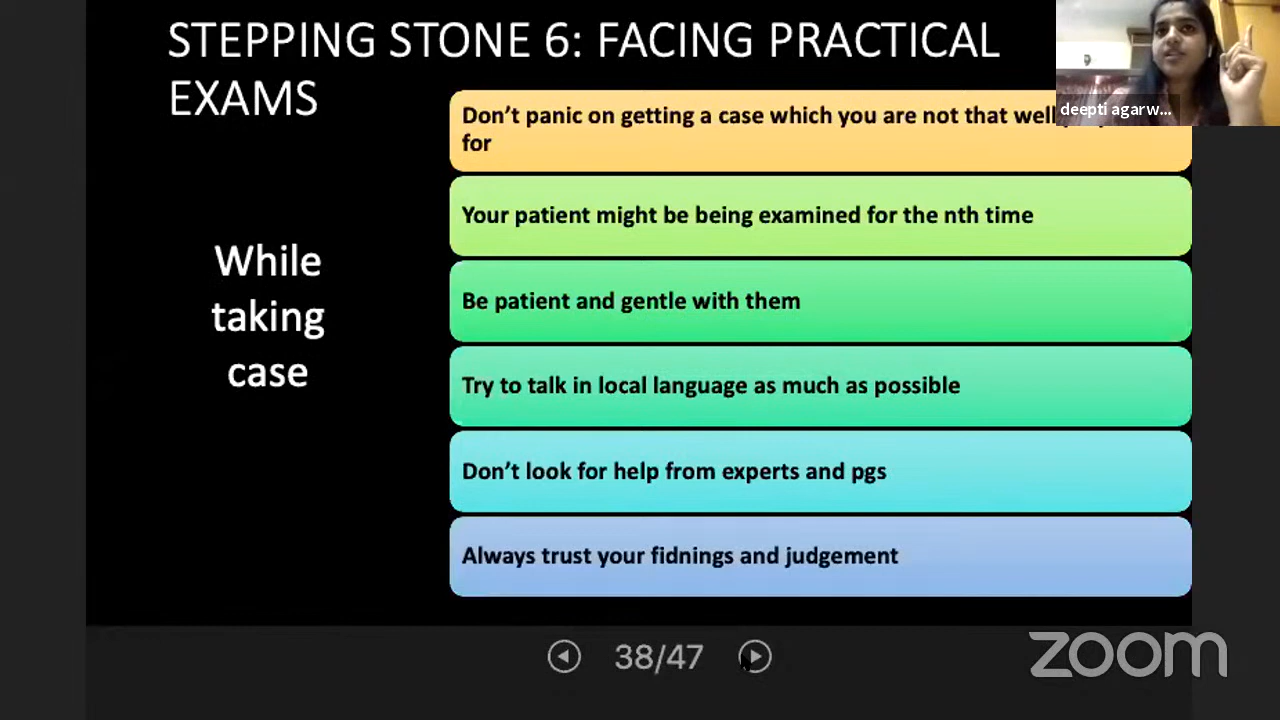 STEPPING STONE 6: FACING PRACTICAL
EXAMS
deepti agarw...
Don't panic on getting a case which you are not that well
for
Your patient might be being examined for the nth time
While
taking
case
Be patient and gentle with them
Try to talk in local language as much as possible
Don't look for help from experts and pgs
Always trust your fidnings and judgement
38/47
zoom